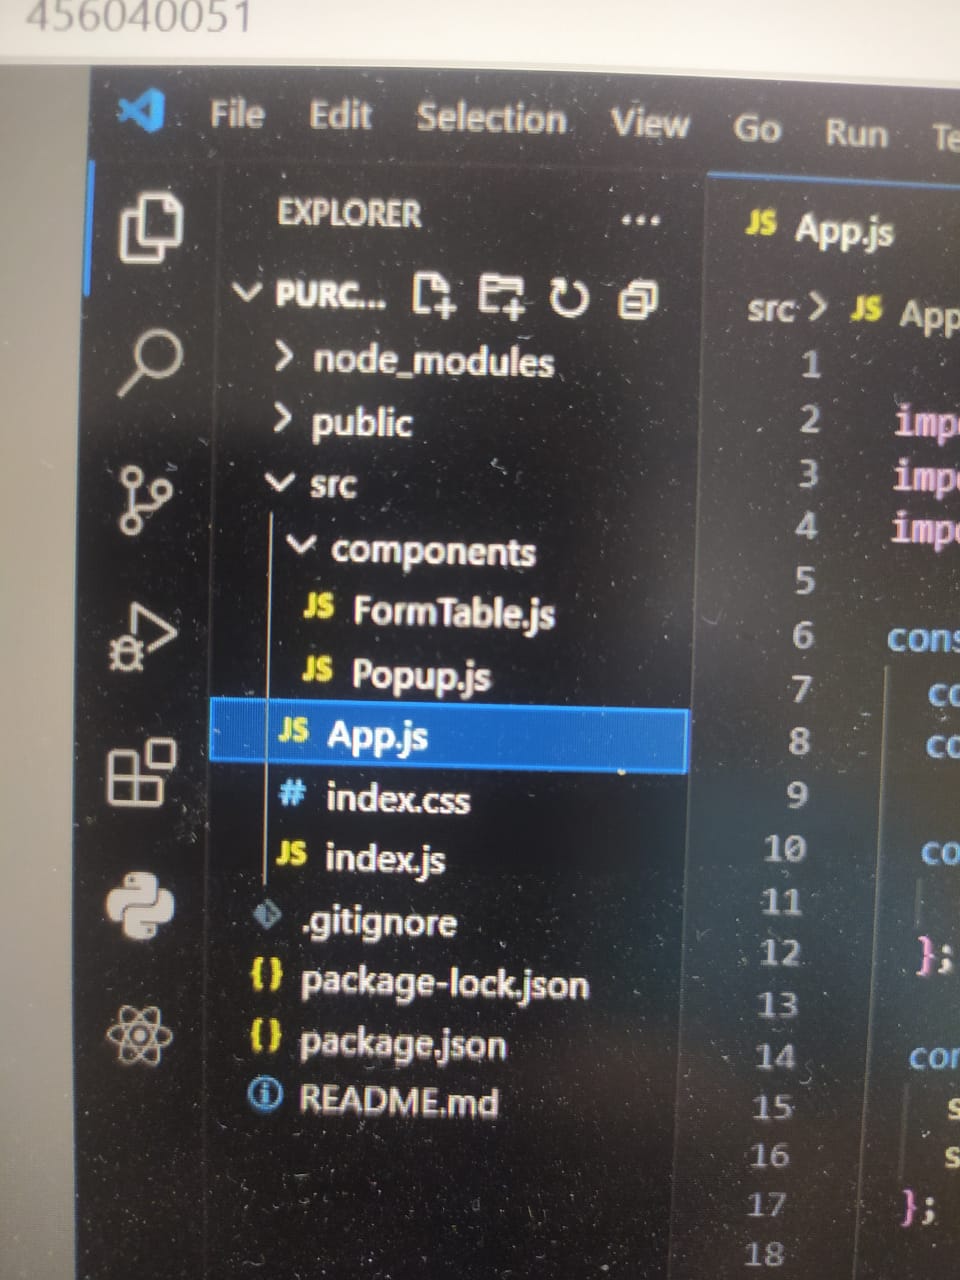 456040051
File Edit Selection View Go Run
EXPLORER ...
PURC...
node_modules
public
src
components
JS FormTable.js
JS Popup.js
JS App.js
# index.css
JS index.js
.gitignore
{} package-lock.json
{} package.json
README.md
JS App.js
src > JS App
1
2 imp
3 imp
4 imp
5
6 cons
7 co
8 co
9
10 co
11
12 };
13
14 con
15 s
16 s
17 };
18